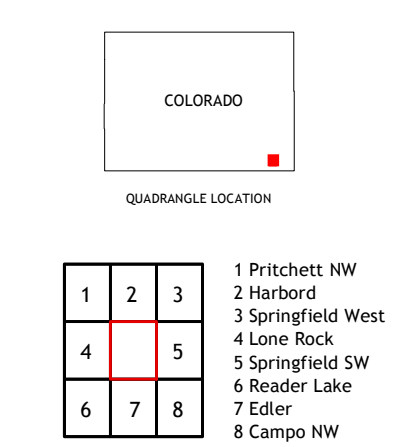 COLORADO
QUADRANGLE LOCATION
1 2 3
4 5
6 7 8
1 Pritchett NW
2 Harbord
3 Springfield West
4 Lone Rock
5 Springfield SW
6 Reader Lake
7 Edler
8 Campo NW